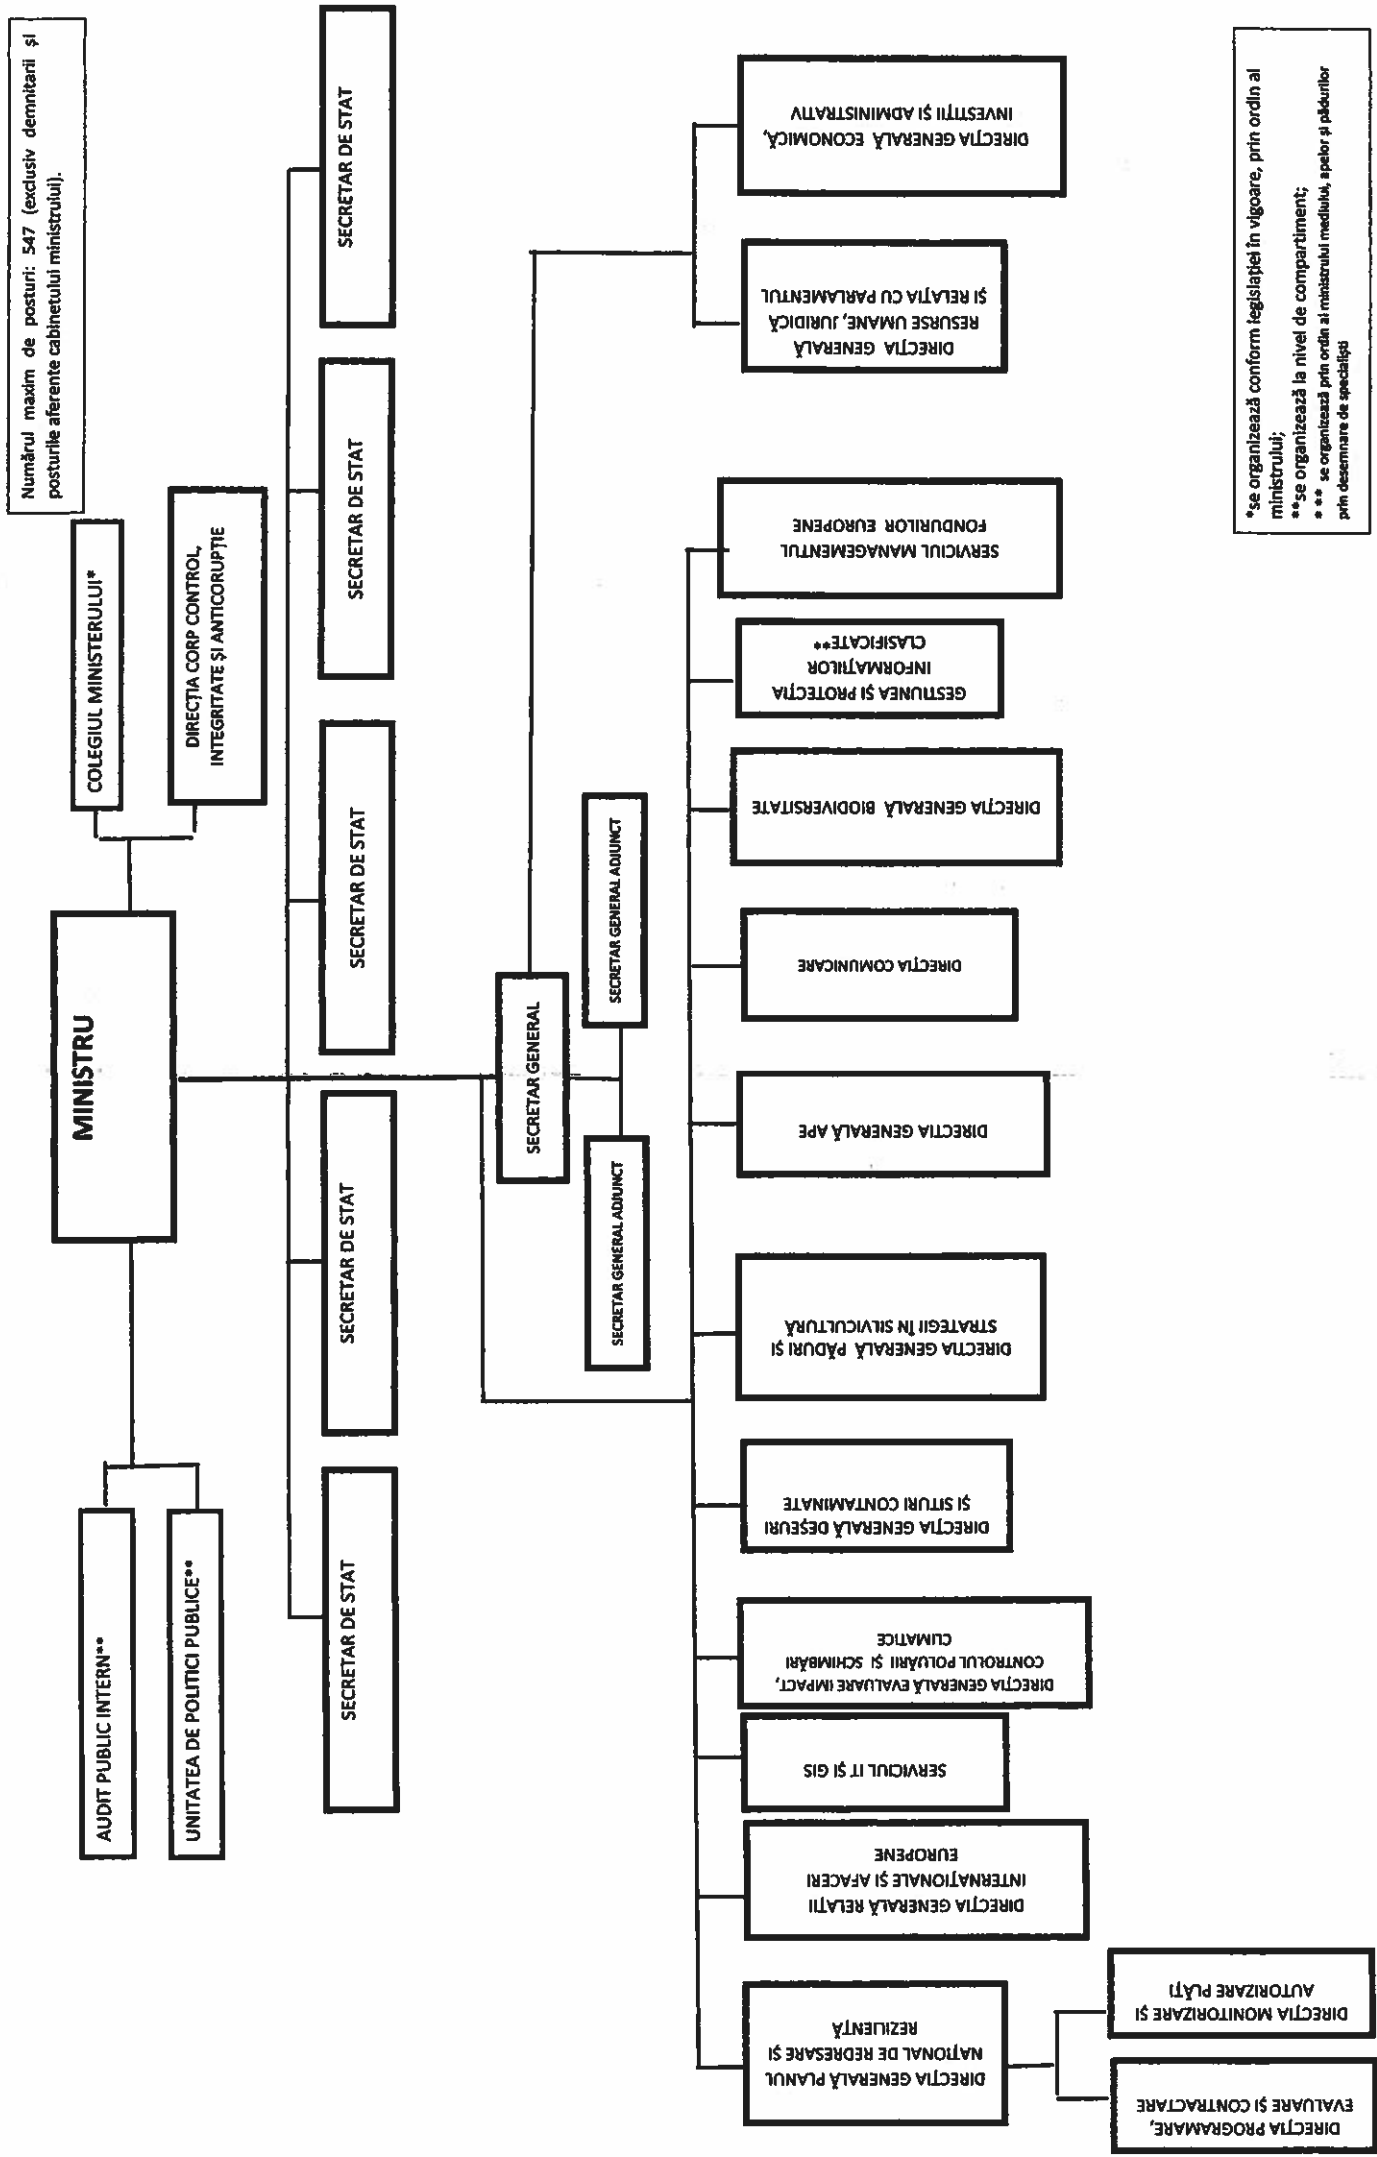 Numărul maxim de posturi: 547 (exclusiv demnitarii și
posturile aferente cabinetului ministrului).
MINISTRU
COLEGIUL MINISTERULUI*
DIRECȚIA CORP CONTROL,
INTEGRITATE ȘI ANTICORUPȚIE
AUDIT PUBLIC INTERN**
UNITATEA DE POLITICI PUBLICE**
SECRETAR DE STAT
SECRETAR DE STAT
SECRETAR DE STAT
SECRETAR DE STAT
SECRETAR DE STAT
SECRETAR GENERAL
SECRETAR GENERAL ADJUNCT
SECRETAR GENERAL ADJUNCT
DIRECȚIA GENERALĂ PLANUL
NAȚIONAL DE REDRESARE ȘI
REZILIENȚĂ
DIRECȚIA PROGRAMARE,
EVALUARE ȘI CONTRACTARE
DIRECȚIA MONITORIZARE ȘI
AUTORIZARE PLĂȚI
DIRECȚIA GENERALĂ RELAȚII
INTERNAȚIONALE ȘI AFACERI
EUROPENE
SERVICIUL IT ȘI GIS
DIRECȚIA GENERALĂ EVALUARE IMPACT,
CONTROLUL POLUĂRII ȘI SCHIMBĂRI
CLIMATICE
DIRECȚIA GENERALĂ DEȘEURI
ȘI SITURI CONTAMINATE
DIRECȚIA GENERALĂ PĂDURI ȘI
STRATEGII ÎN SILVICULTURĂ
DIRECTIA GENERALĂ APE
DIRECȚIA COMUNICARE
DIRECȚIA GENERALĂ BIODIVERSITATE
GESTIUNEA ȘI PROTECȚIA
INFORMAȚIILOR
CLASIFICATE**
SERVICIUL MANAGEMENTUL
FONDURILOR EUROPENE
DIRECȚIA GENERALĂ
RESURSE UMANE, JURIDICĂ
ȘI RELAȚIA CU PARLAMENTUL
DIRECȚIA GENERALĂ ECONOMICĂ,
INVESTIȚII ȘI ADMINISTRATIV
*se organizează conform legislației în vigoare, prin ordin al
ministrului;
**se organizează la nivel de compartiment;
* ** se organizează prin ordin al ministrului mediului, apelor și pădurilor
prin desemnare de specialiști